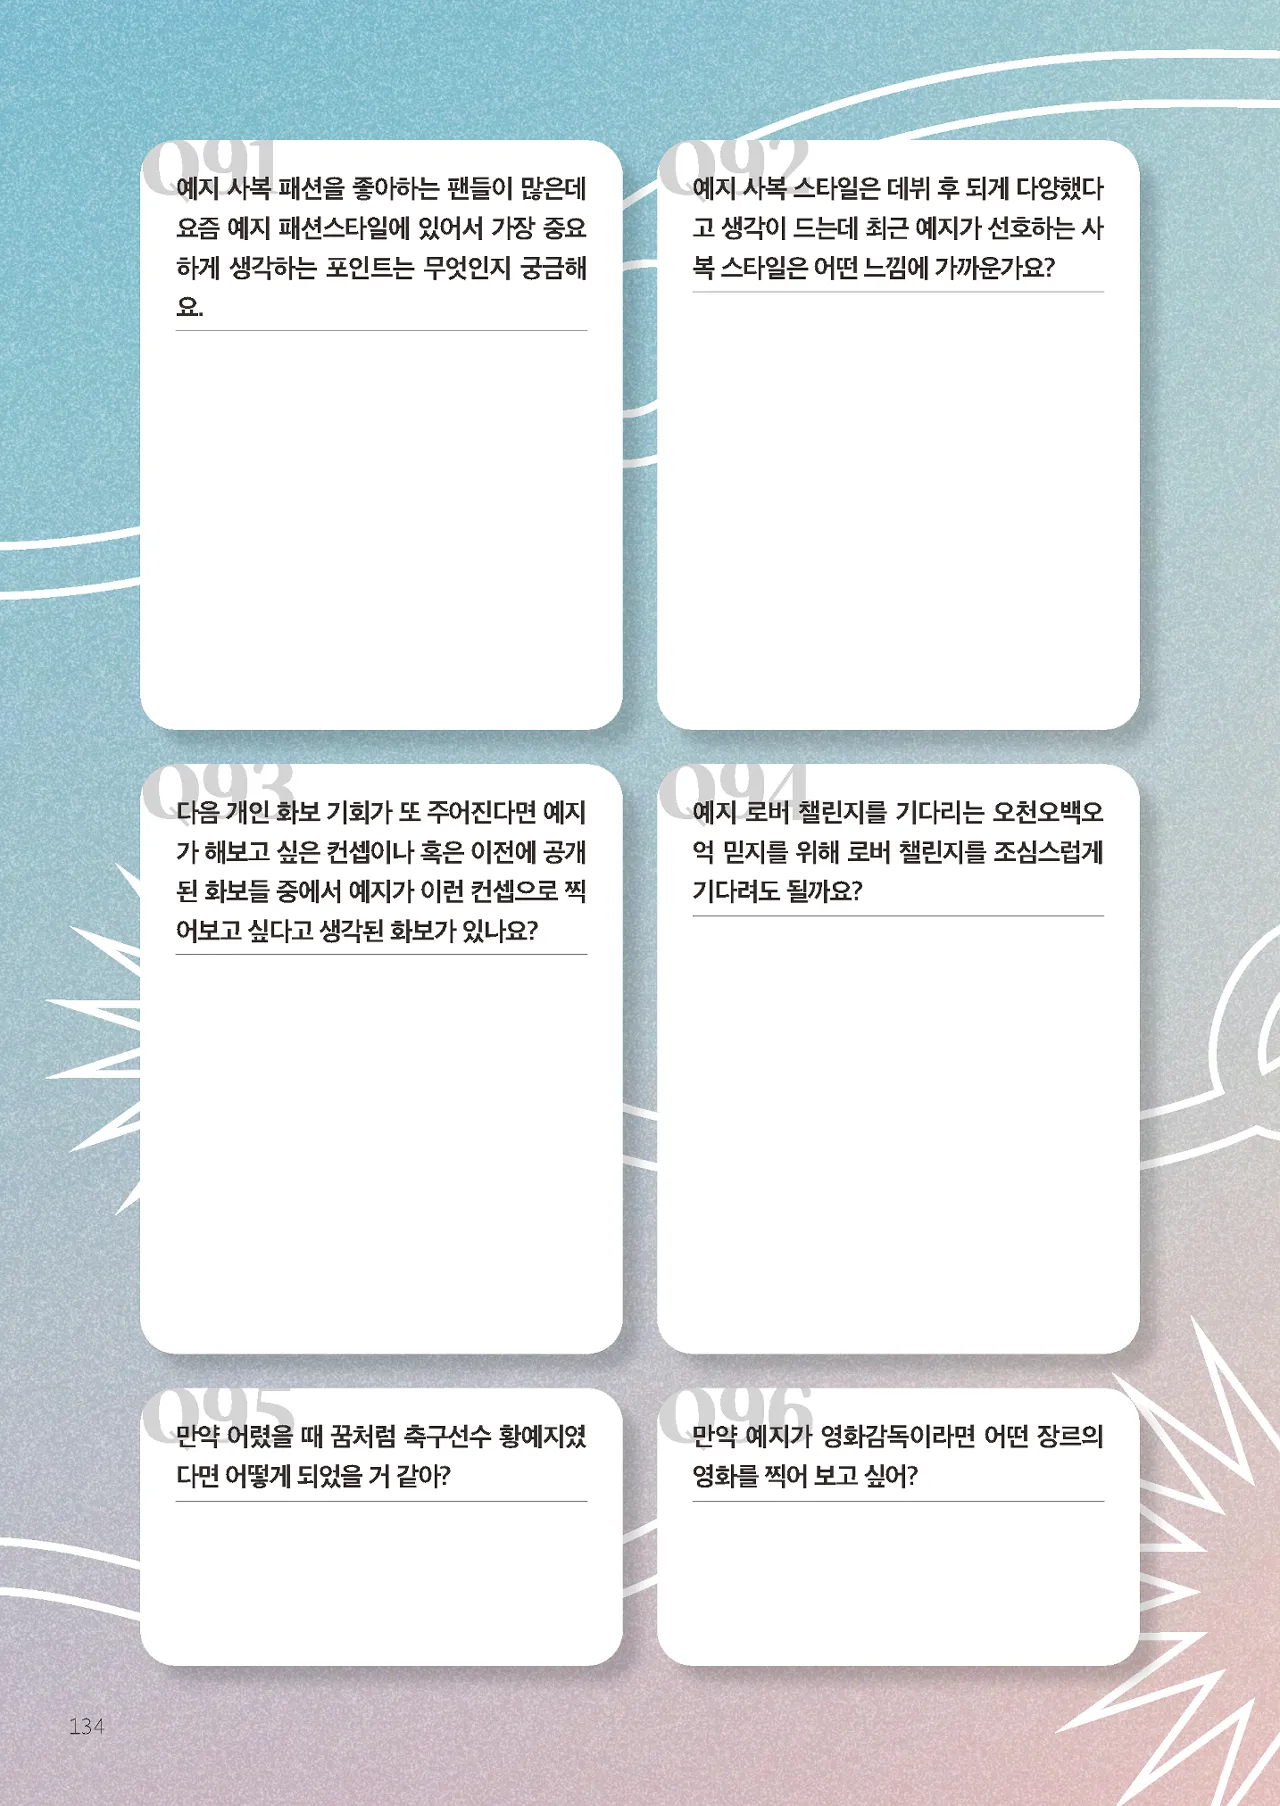 Q91
예지 사복 패션을 좋아하는 팬들이 많은데
요즘 예지 패션스타일에 있어서 가장 중요
하게 생각하는 포인트는 무엇인지 궁금해
요.
Q92
예지 사복 스타일은 데뷔 후 되게 다양했다
고 생각이 드는데 최근 예지가 선호하는 사
복 스타일은 어떤 느낌에 가까운가요?
Q93
다음 개인 화보 기회가 또 주어진다면 예지
가 해보고 싶은 컨셉이나 혹은 이전에 공개
된 화보들 중에서 예지가 이런 컨셉으로 찍
어보고 싶다고 생각된 화보가 있나요?
Q94
예지 로버 챌린지를 기다리는 오천오백오
억 믿지를 위해 로버 챌린지를 조심스럽게
기다려도 될까요?
Q95
만약 어렸을 때 꿈처럼 축구선수 황예지였
다면 어떻게 되었을 거 같아?
Q96
만약 예지가 영화감독이라면 어떤 장르의
영화를 찍어 보고 싶어?
134